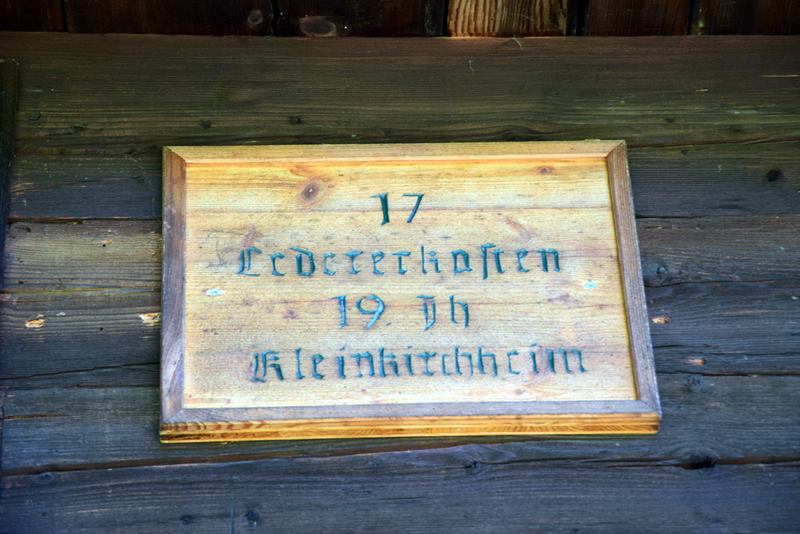 17
Ledererkasten
19. Jh
Kleinkirchheim